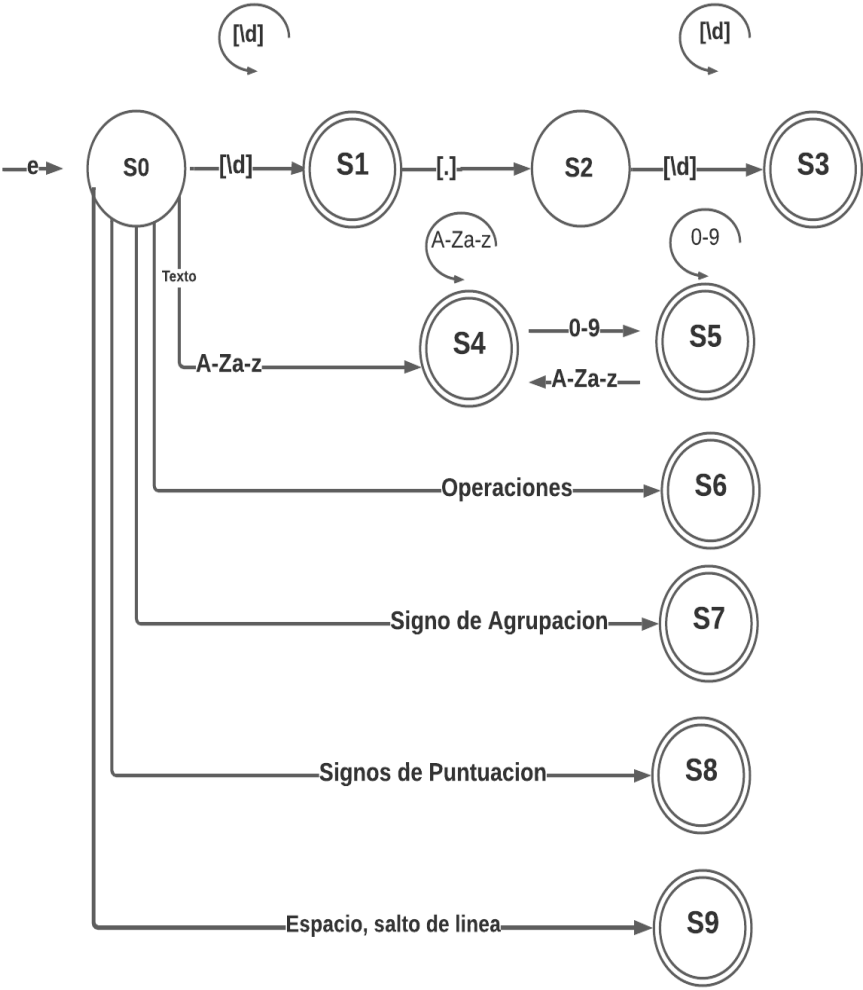 [\d]
[\d]
e
S0
[\d]
S1
[.]
S2
[\d]
S3
A-Za-z
0-9
Texto
A-Za-z
S4
0-9
A-Za-z
S5
Operaciones
S6
Signo de Agrupacion
S7
Signos de Puntuacion
S8
Espacio, salto de linea
S9